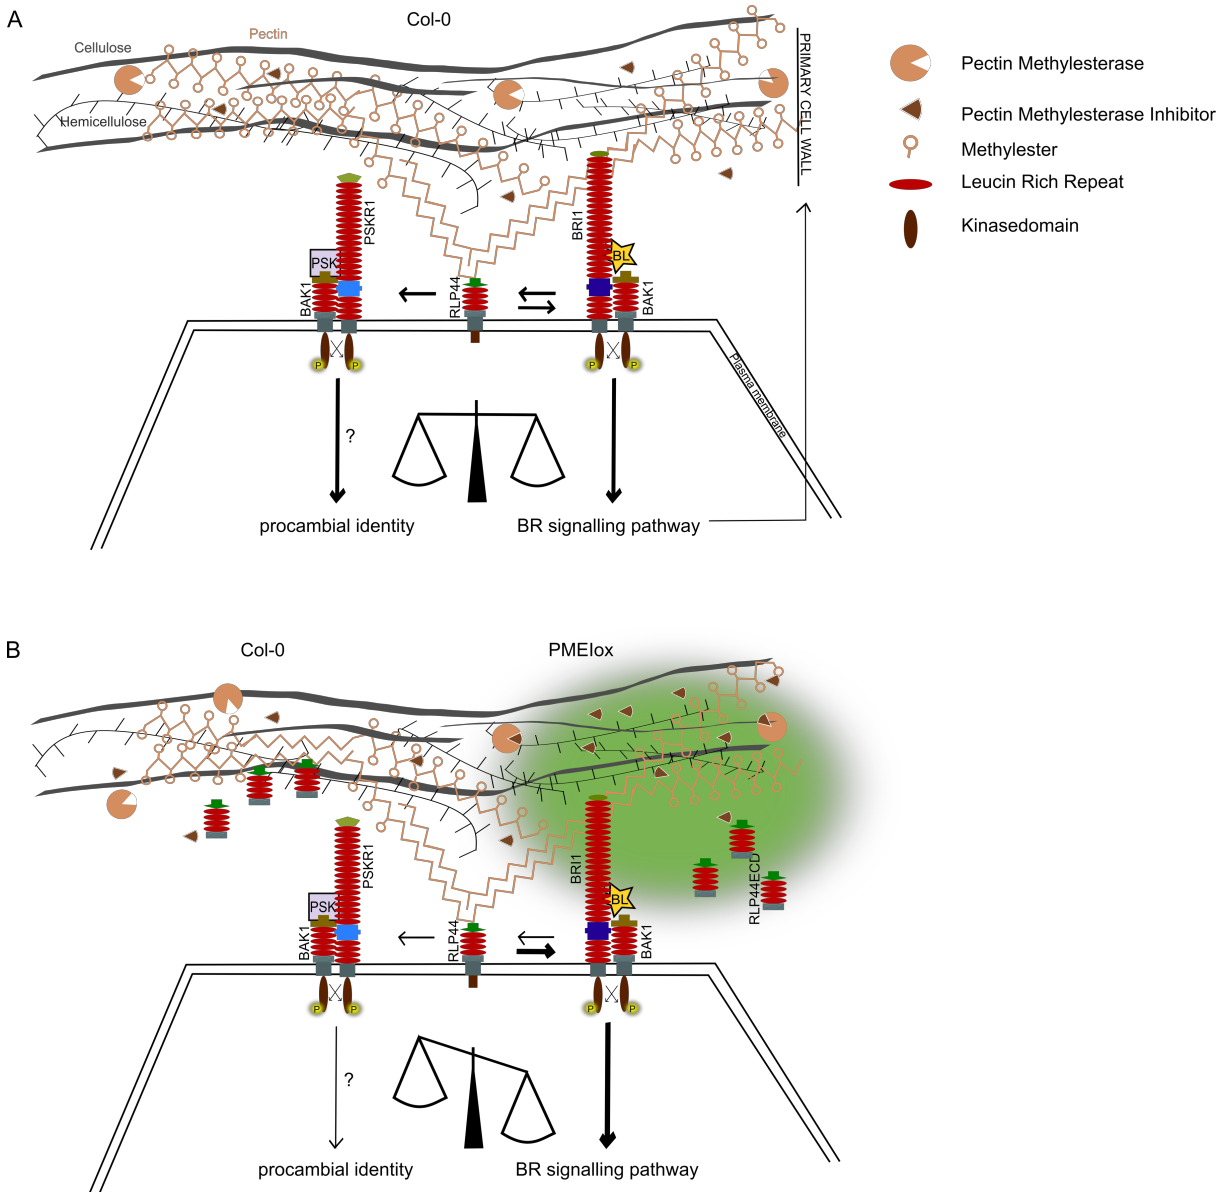 A
Col-0
Cellulose
Pectin
Hemicellulose
PRIMARY CELL WALL
Pectin Methylesterase
Pectin Methylesterase Inhibitor
Methylester
Leucin Rich Repeat
Kinasedomain
PSKR1
PSK
BAK1
RLP44
BRI1
BL
BAK1
P
P
P
P
Plasma membrane
?
procambial identity
BR signalling pathway
B
Col-0
PMEIox
PSKR1
PSK
BAK1
RLP44
BRI1
BL
BAK1
RLP44ECD
P
P
P
P
?
procambial identity
BR signalling pathway